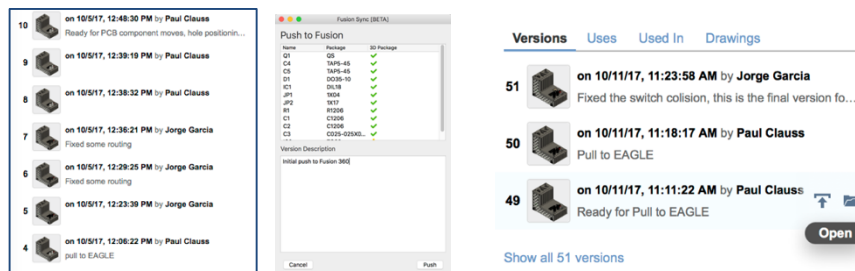 10 on 10/5/17, 12:48:30 PM by Paul Clauss
Ready for PCB component moves, hole positionin...
9 on 10/5/17, 12:39:19 PM by Paul Clauss
8 on 10/5/17, 12:38:32 PM by Paul Clauss
7 on 10/5/17, 12:36:21 PM by Jorge Garcia
Fixed some routing
6 on 10/5/17, 12:29:25 PM by Jorge Garcia
Fixed some routing
5 on 10/5/17, 12:23:39 PM by Jorge Garcia
4 on 10/5/17, 12:06:22 PM by Paul Clauss
pull to EAGLE
Fusion Sync (BETA)
Push to Fusion
Name Package 3D Package
Q1 Q5
C4 TAP5-45
C5 TAP5-45
D1 DO35-10
IC1 DIL18
JP1 1X04
JP2 1X17
R1 R1206
C1 C1206
C2 C1206
C3 C025-025X0...
Version Description
Initial push to Fusion 360
Cancel Push
Versions Uses Used In Drawings
51 on 10/11/17, 11:23:58 AM by Jorge Garcia
Fixed the switch colision, this is the final version fo...
50 on 10/11/17, 11:18:17 AM by Paul Clauss
Pull to EAGLE
49 on 10/11/17, 11:11:22 AM by Paul Clauss
Ready for Pull to EAGLE
Open
Show all 51 versions